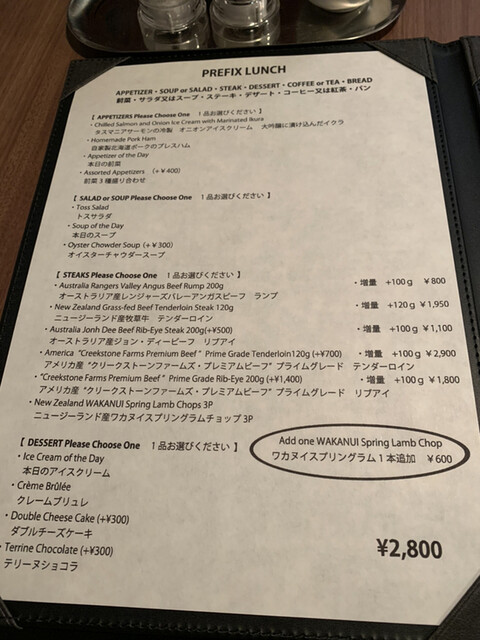 PREFIX LUNCH
APPETIZER・SOUP or SALAD・STEAK・DESSERT・COFFEE or TEA・BREAD
前菜・サラダ又はスープ・ステーキ・デザート・コーヒー又は紅茶・パン
【 APPETIZERS Please Choose One 1品お選びください 】
・Chilled Salmon and Onion Ice Cream with Marinated Ikura
タスマニアサーモンの冷製 オニオンアイスクリーム 大吟醸に漬け込んだイクラ
・Homemade Pork Ham
自家製北海道ポークのプレスハム
・Appetizer of the Day
本日の前菜
・Assorted Appetizers (+¥400)
前菜3種盛り合わせ
【 SALAD or SOUP Please Choose One 1品お選びください 】
・Toss Salad
トスサラダ
・Soup of the Day
本日のスープ
・Oyster Chowder Soup (+¥300)
オイスターチャウダースープ
【 STEAKS Please Choose One 1品お選びください 】
・Australia Rangers Valley Angus Beef Rump 200g ・増量 +100g ¥800
オーストラリア産レンジャーズバレーアンガスビーフ ランプ
・New Zealand Grass-fed Beef Tenderloin Steak 120g ・増量 +120g ¥1,950
ニュージーランド産牧草牛 テンダーロイン
・Australia Jonh Dee Beef Rib-Eye Steak 200g(+¥500) ・増量 +100g ¥1,100
オーストラリア産ジョン・ディービーフ リブアイ
・America "Creekstone Farms Premium Beef" Prime Grade Tenderloin120g (+¥700) ・増量 +100g ¥2,900
アメリカ産 "クリークストーンファームズ・プレミアムビーフ" プライムグレード テンダーロイン
・"Creekstone Farms Premium Beef" Prime Grade Rib-Eye 200g (+¥1,400) ・増量 +100g ¥1,800
アメリカ産 "クリークストーンファームズ・プレミアムビーフ" プライムグレード リブアイ
・New Zealand WAKANUI Spring Lamb Chops 3P
ニュージーランド産ワカヌイスプリングラムチョップ 3P
Add one WAKANUI Spring Lamb Chop
ワカヌイスプリングラム1本追加 ¥600
【 DESSERT Please Choose One 1品お選びください 】
・Ice Cream of the Day
本日のアイスクリーム
・Crème Brûlée
クレームブリュレ
・Double Cheese Cake (+¥300)
ダブルチーズケーキ
・Terrine Chocolate (+¥300)
テリーヌショコラ
¥2,800